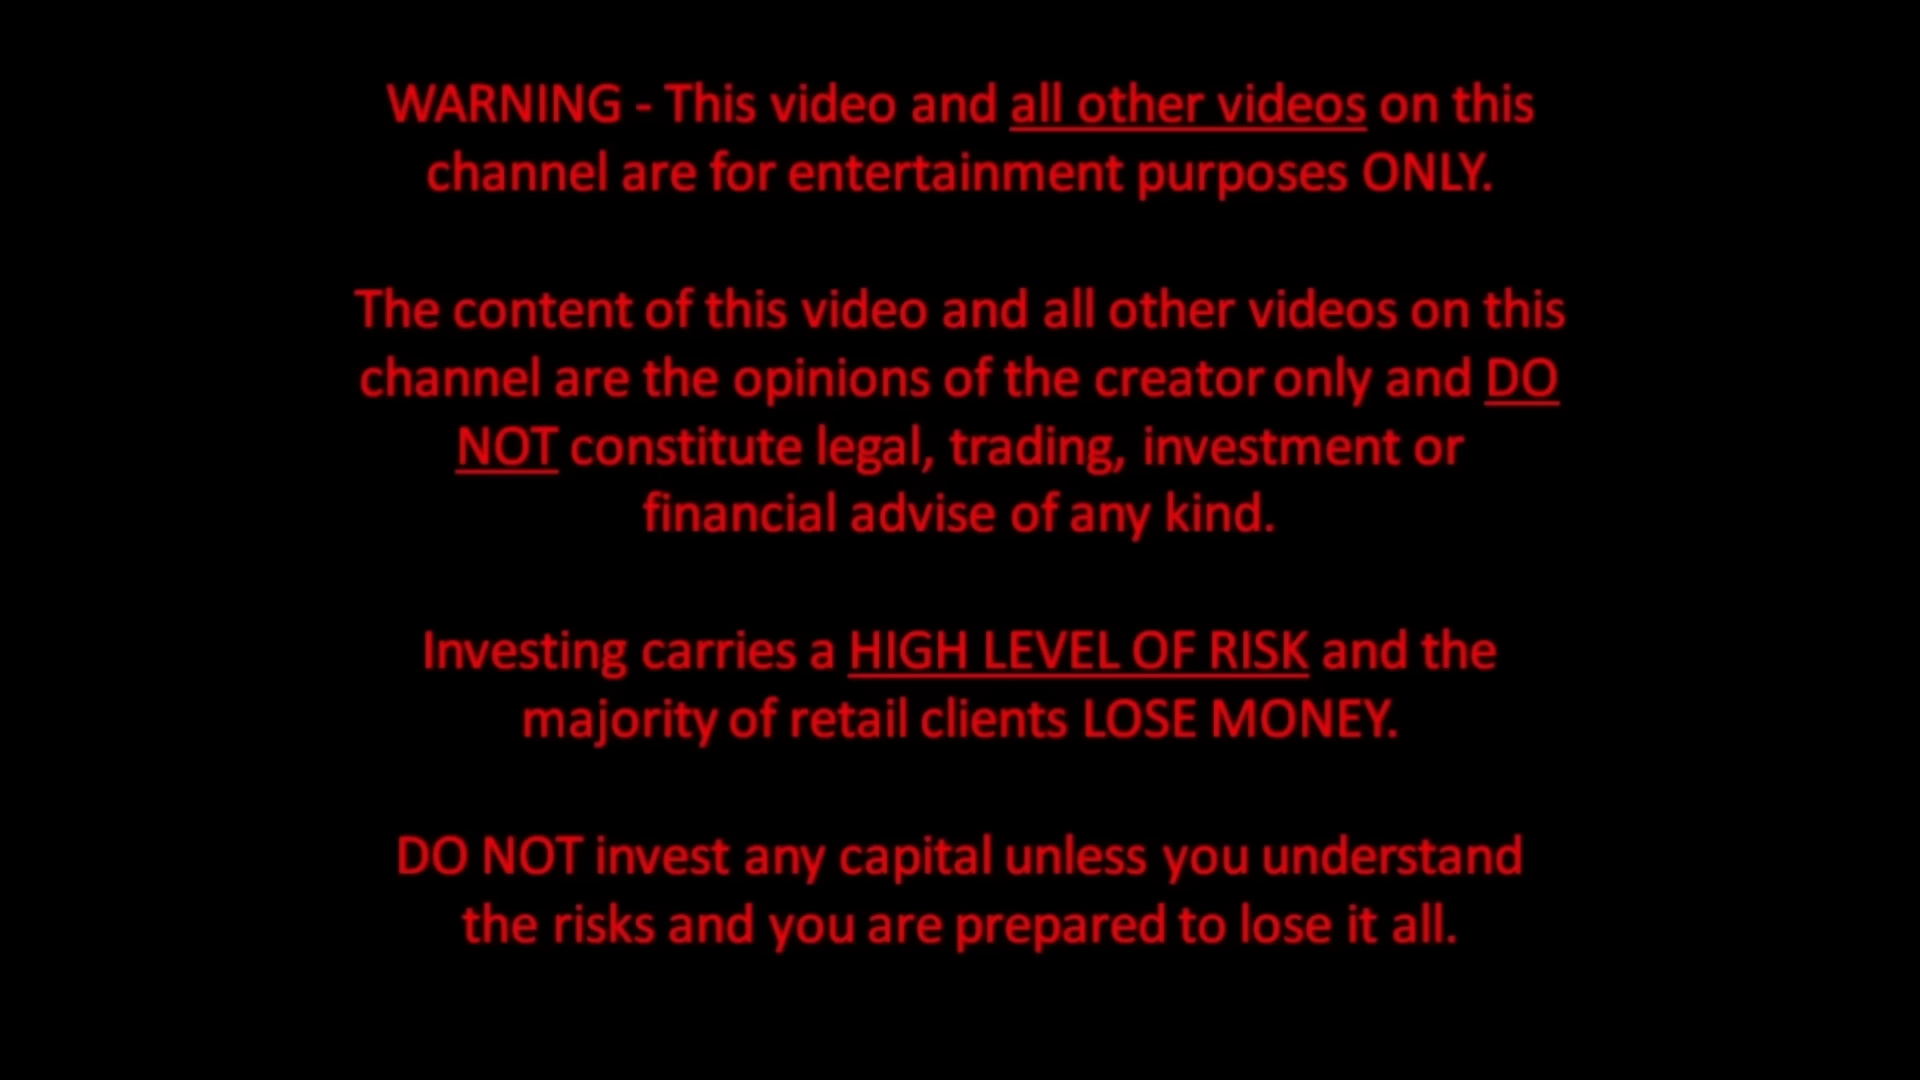 WARNING - This video and all other videos on this
channel are for entertainment purposes ONLY.
The content of this video and all other videos on this
channel are the opinions of the creator only and DO
NOT constitute legal, trading, investment or
financial advise of any kind.
Investing carries a HIGH LEVEL OF RISK and the
majority of retail clients LOSE MONEY.
DO NOT invest any capital unless you understand
the risks and you are prepared to lose it all.